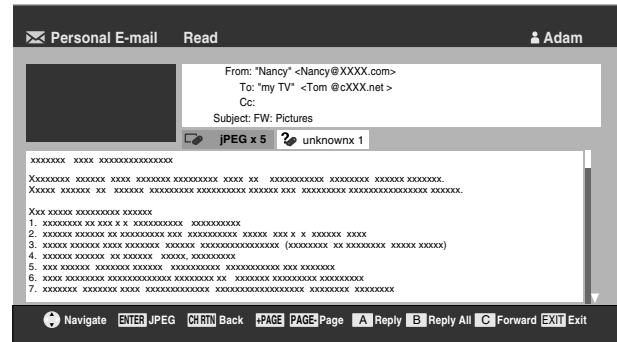 Personal E-mail Read Adam
From: "Nancy" <Nancy@XXXX.com>
To: "my TV" <Tom @cXXX.net >
Cc:
Subject: FW: Pictures
jPEG x 5 unknownx 1
xxxxxxx xxxx xxxxxxxxxxxxxxx
Xxxxxxxx xxxxxx xxxx xxxxxxx xxxxxxxxx xxxx xx xxxxxxxxxxx xxxxxxxx xxxxxx xxxxxxx.
Xxxxx xxxxxx xx xxxxxx xxxxxxxxx xxxxxxxxxx xxxxxx xxx xxxxxxxxx xxxxxxxxxxxxxxxx xxxxxx.
Xxx xxxxx xxxxxxxxx xxxxxx
1. xxxxxxxx xx xxx x x xxxxxxxxxx xxxxxxxxxx
2. xxxxxx xxxxxx xx xxxxxxxxx xxx xxxxxxxxxx xxxxx xxx x x xxxxxx xxxx
3. xxxxx xxxxxx xxxx xxxxxxx xxxxxx xxxxxxxxxxxxxxxx (xxxxxxxx xx xxxxxxxx xxxxx xxxxx)
4. xxxxxx xxxxxx xx xxxxxx xxxxx, xxxxxxxxx
5. xxx xxxxxx xxxxxxx xxxxxx xxxxxxxxxx xxxxxxxxxxx xxx xxxxxxx
6. xxxx xxxxxxxx xxxxxxxxxxxxx xxxxxxxx xx xxxxxxx xxxxxxxxx xxxxxxxxx
7. xxxxxxx xxxxxxx xxxx xxxxxxxxxxxxx xxxxxxxxxxxxxxxxxx xxxxxxxx xxxxxxxx
Navigate ENTER JPEG CH RTN Back +PAGE PAGE- Page A Reply B Reply All C Forward EXIT Exit